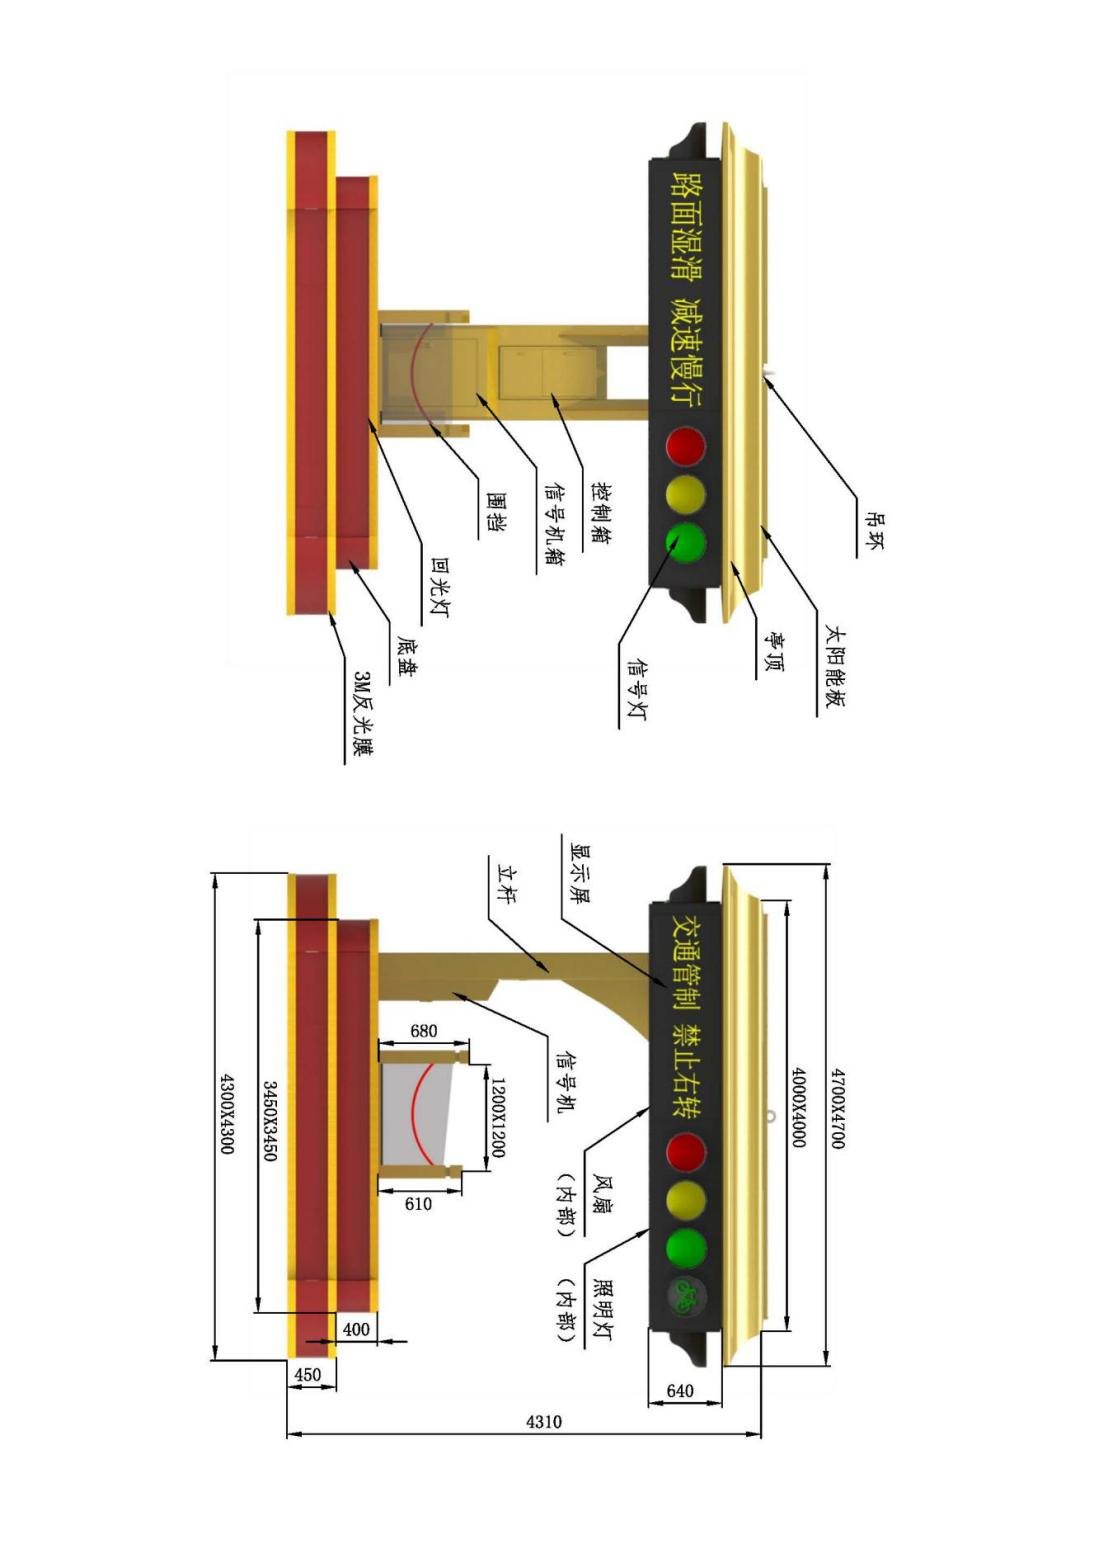 路面湿滑 减速慢行
吊环
太阳能板
亭顶
信号灯
控制箱
信号机箱
围挡
回光灯
底盘
3M反光膜
4700X4700
4000X4000
交通管制 禁止右转
显示屏
立杆
信号机
风扇
（内部）
照明灯
（内部）
680
1200X1200
610
3450X3450
4300X4300
400
450
640
4310